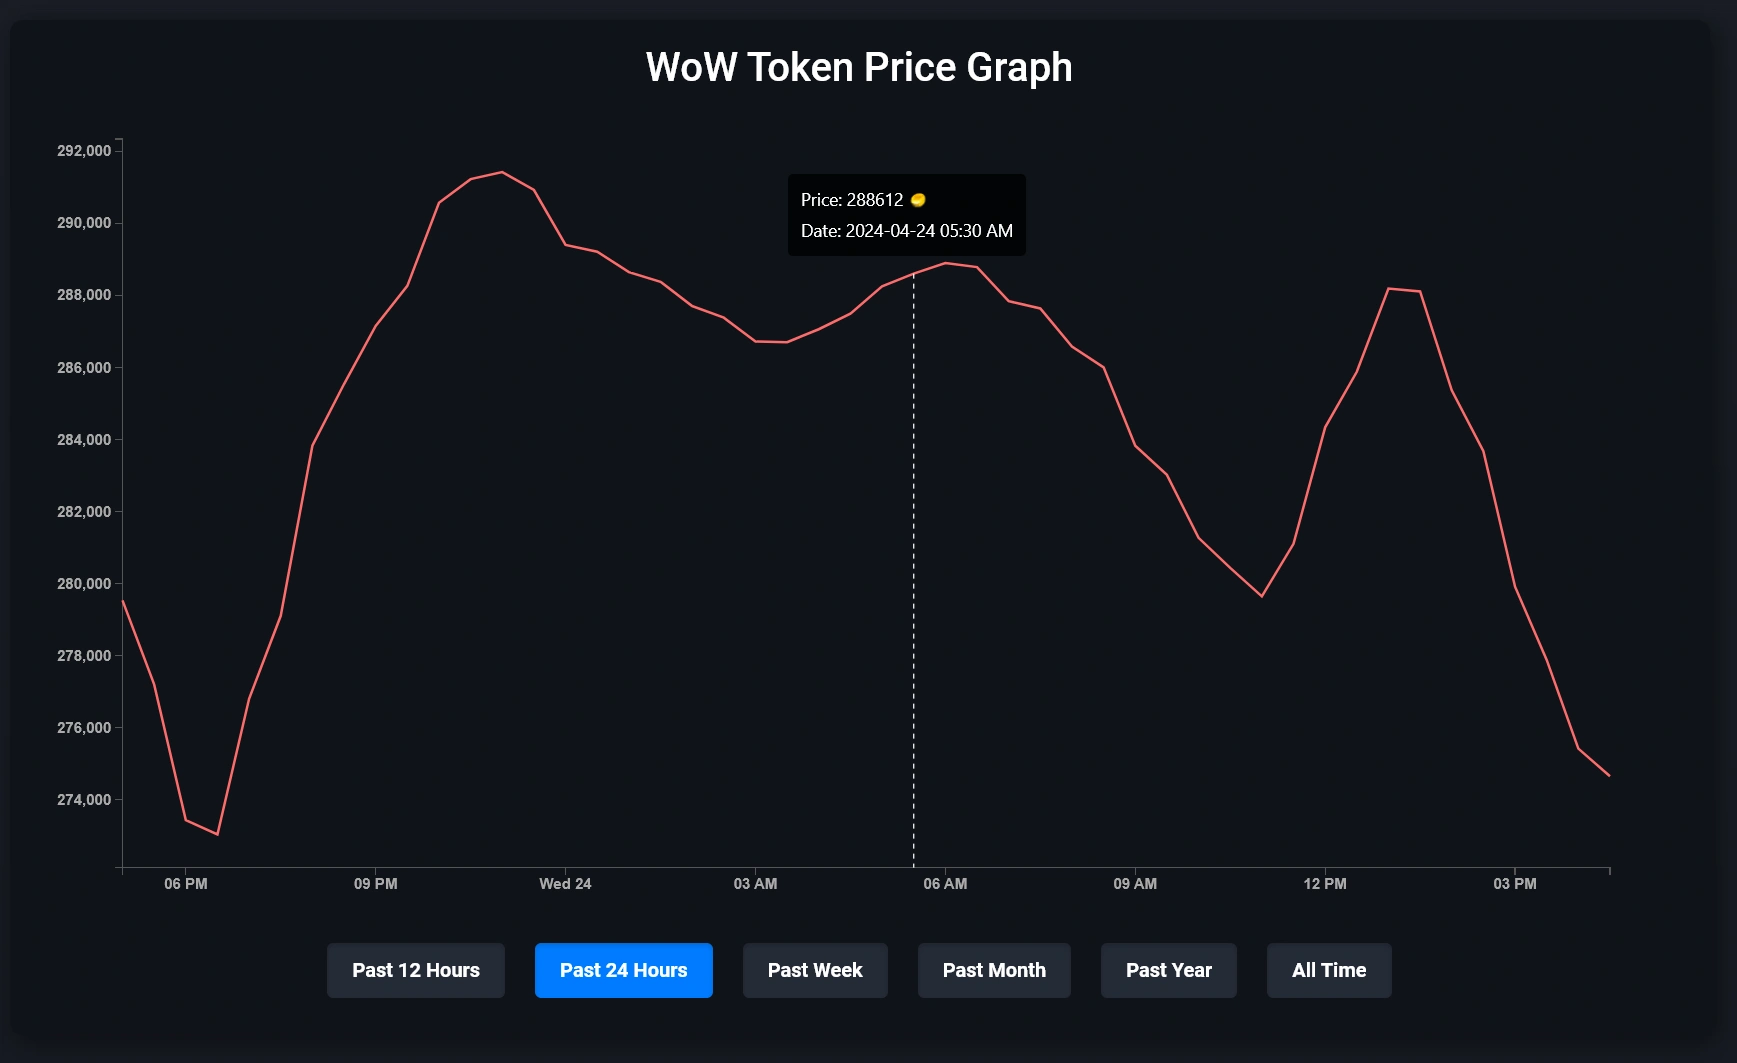 WoW Token Price Graph
292,000
290,000
288,000
286,000
284,000
282,000
280,000
278,000
276,000
274,000
Price: 288612
Date: 2024-04-24 05:30 AM
06 PM 09 PM Wed 24 03 AM 06 AM 09 AM 12 PM 03 PM
Past 12 Hours Past 24 Hours Past Week Past Month Past Year All Time